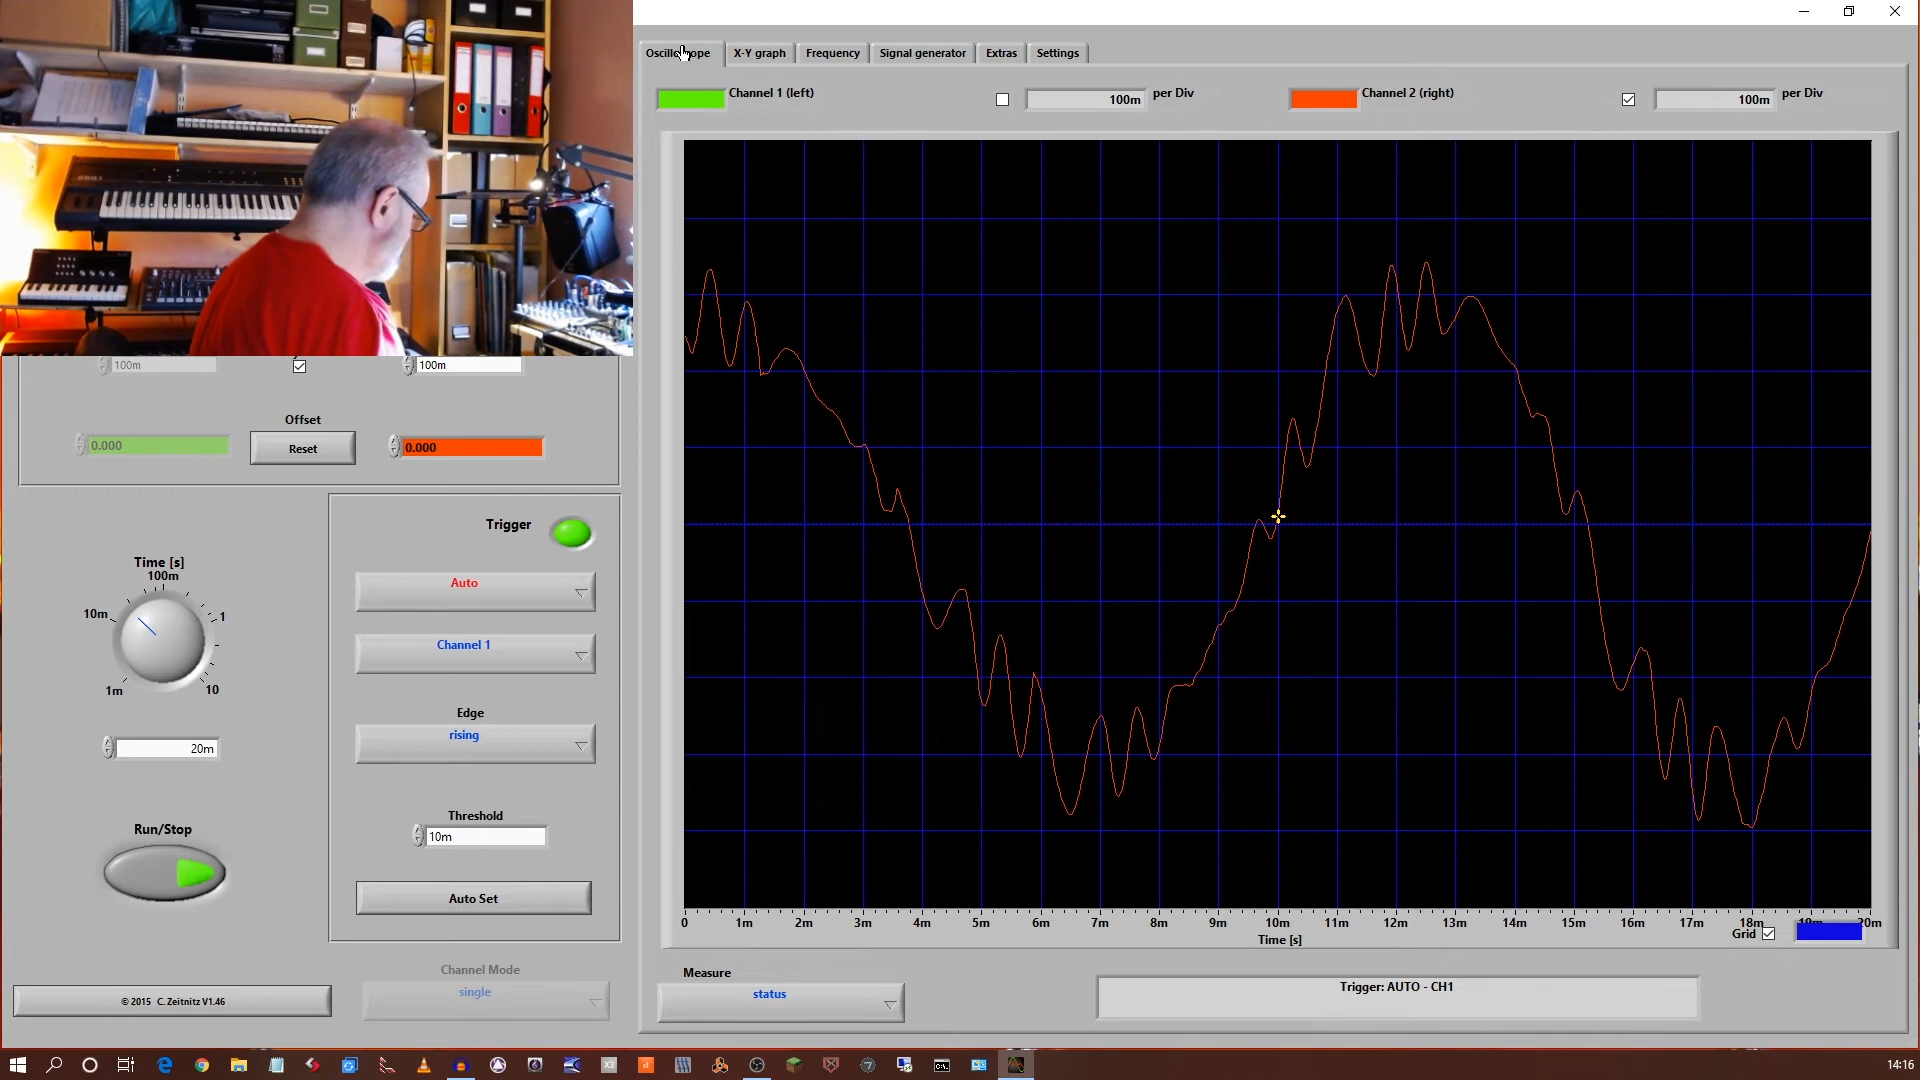 Oscilloscope X-Y graph Frequency Signal generator Extras Settings
Channel 1 (left) 100m per Div Channel 2 (right) 100m per Div
100m 100m
Offset
0.000 Reset 0.000
Trigger
Time [s]
100m
10m 1
1m 10
Auto
Channel 1
Edge
rising
20m
Threshold
10m
Run/Stop
Auto Set
0 1m 2m 3m 4m 5m 6m 7m 8m 9m 10m 11m 12m 13m 14m 15m 16m 17m 18m 19m 20m
Time [s]
Grid
Channel Mode
single
© 2015 C. Zeitnitz V1.46
Measure
status
Trigger: AUTO - CH1
14:16